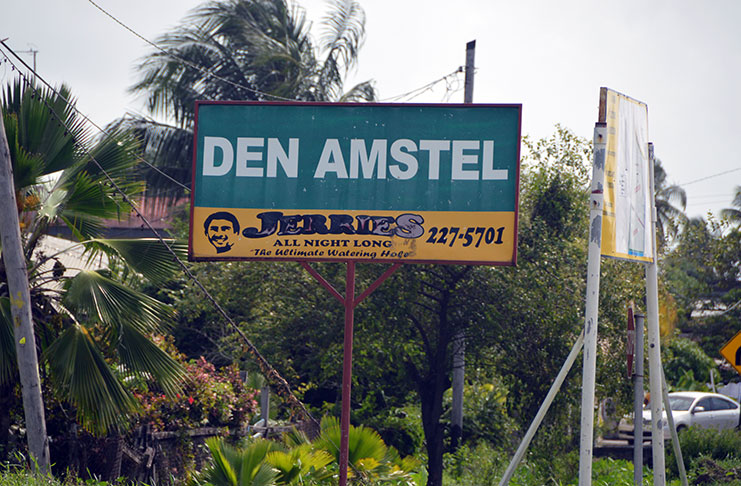 DEN AMSTEL
JERRIES
ALL NIGHT LONG
The Ultimate Watering Hole
227-5701